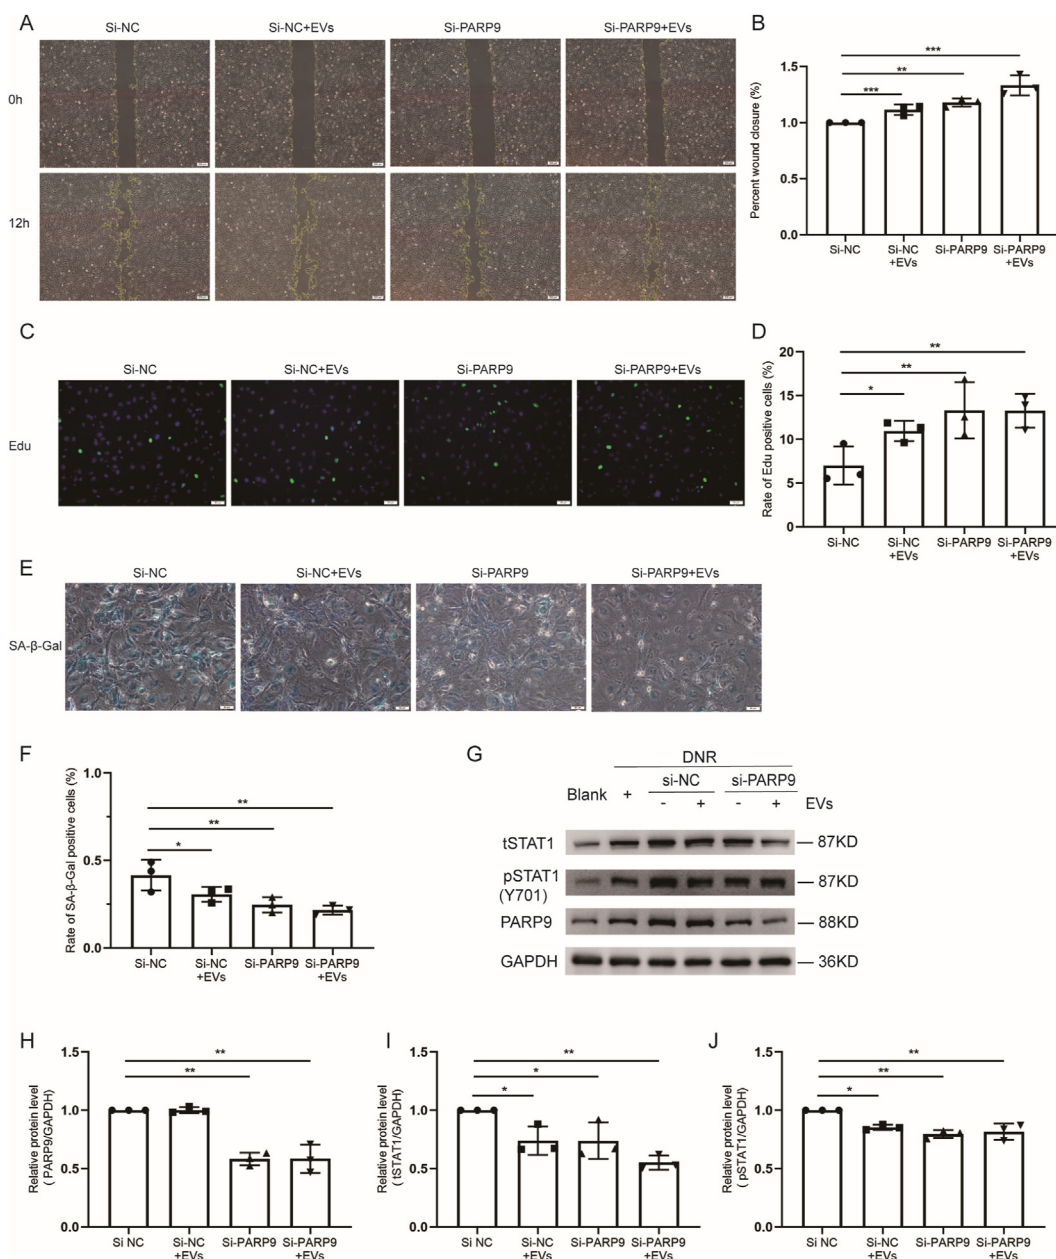 A
Si-NC Si-NC+EVs Si-PARP9 Si-PARP9+EVs
0h
12h
B
Percent wound closure (%)
1.5
1.0
0.5
0.0
***
**
***
Si-NC Si-NC +EVs Si-PARP9 Si-PARP9 +EVs
C
Si-NC Si-NC+EVs Si-PARP9 Si-PARP9+EVs
Edu
D
Rate of Edu positive cells (%)
20
15
10
5
0
**
**
*
Si-NC Si-NC +EVs Si-PARP9 Si-PARP9 +EVs
E
Si-NC Si-NC+EVs Si-PARP9 Si-PARP9+EVs
SA-β-Gal
F
Rate of SA-β-Gal positive cells (%)
1.0
0.5
0.0
**
**
*
Si-NC Si-NC +EVs Si-PARP9 Si-PARP9 +EVs
G
DNR
Blank + si-NC si-PARP9
- + - + EVs
tSTAT1 87KD
pSTAT1 87KD
(Y701)
PARP9 88KD
GAPDH 36KD
H
Relative protein level
( PARP9/GAPDH)
1.5
1.0
0.5
0.0
**
**
Si NC Si-NC +EVs Si-PARP9 Si-PARP9 +EVs
I
Relative protein level
( tSTAT1/GAPDH)
1.5
1.0
0.5
0.0
**
*
*
Si NC Si-NC +EVs Si-PARP9 Si-PARP9 +EVs
J
Relative protein level
( pSTAT1/GAPDH)
1.5
1.0
0.5
0.0
**
**
*
Si NC Si-NC +EVs Si-PARP9 Si-PARP9 +EVs